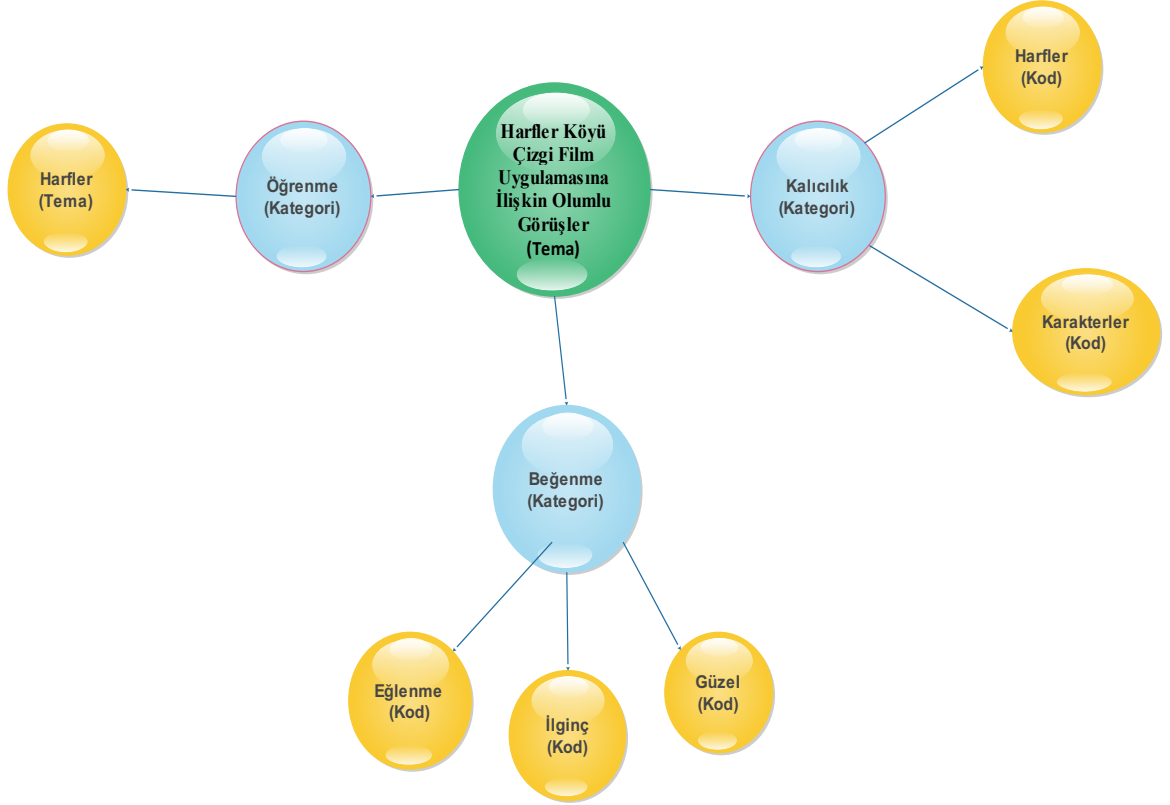 Harfler
(Kod)
Harfler Köyü
Çizgi Film
Uygulamasına
İlişkin Olumlu
Görüşler
(Tema)
Harfler
(Tema)
Öğrenme
(Kategori)
Kalıcılık
(Kategori)
Karakterler
(Kod)
Beğenme
(Kategori)
Eğlenme
(Kod)
İlginç
(Kod)
Güzel
(Kod)